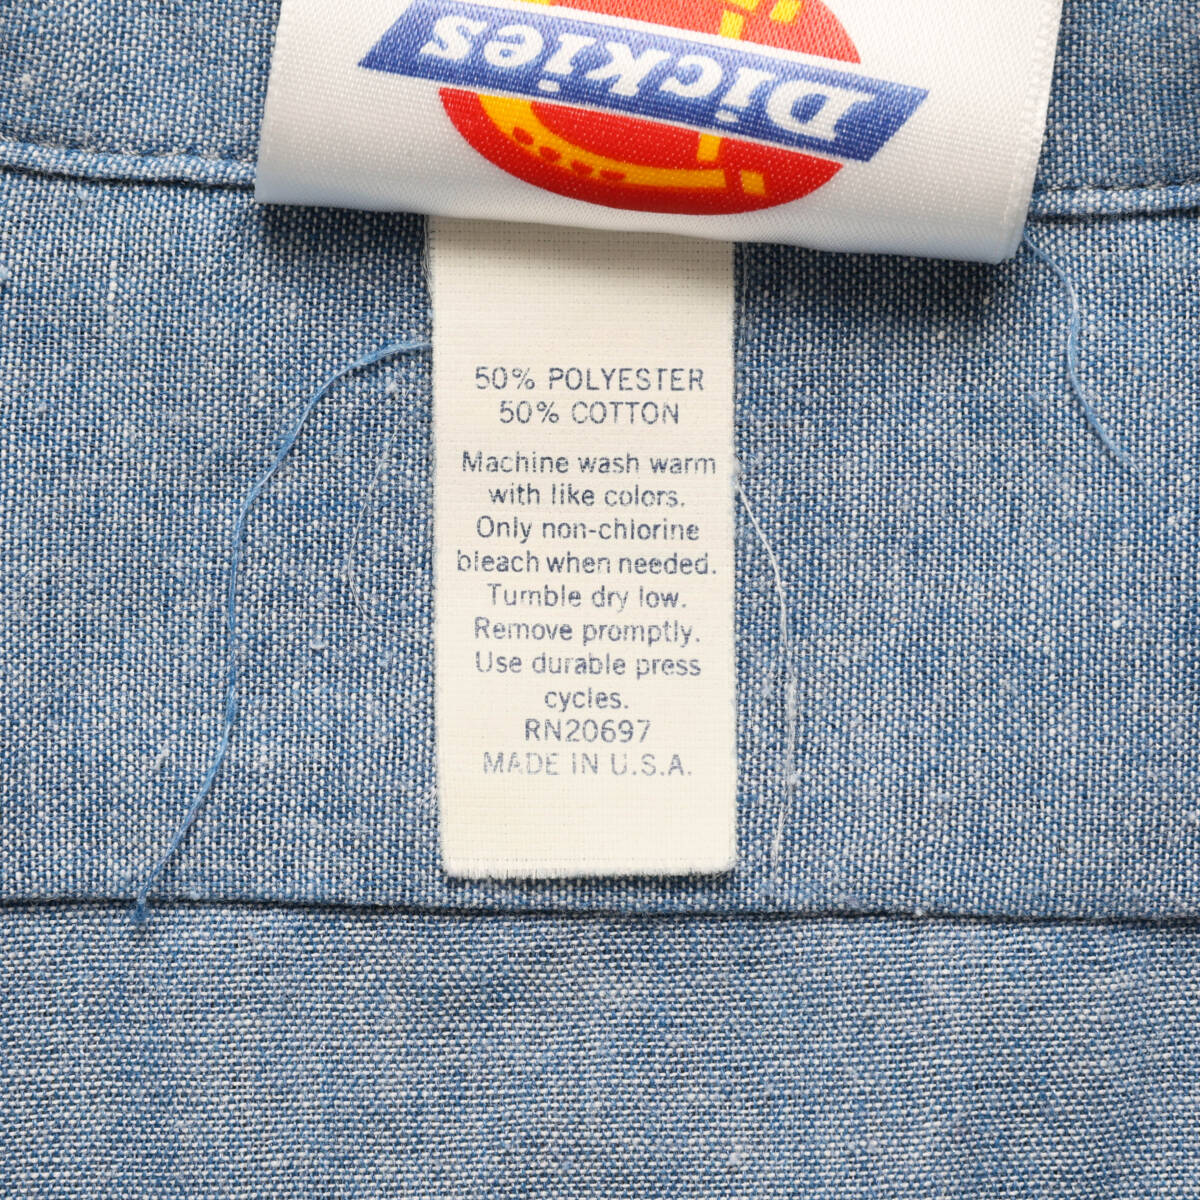 Dickies
50% POLYESTER
50% COTTON
Machine wash warm
with like colors.
Only non-chlorine
bleach when needed.
Tumble dry low.
Remove promptly.
Use durable press
cycles.
RN20697
MADE IN U.S.A.